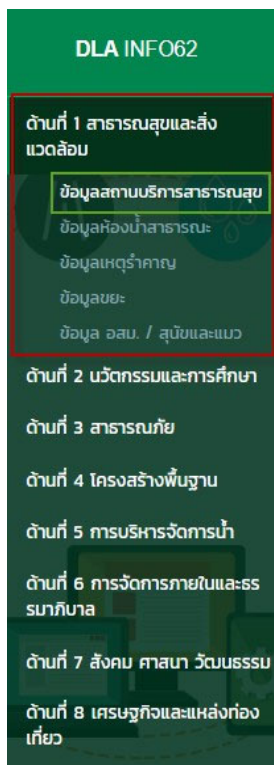 DLA INFO62
ด้านที่ 1 สาธารณสุขและสิ่ง
แวดล้อม
ข้อมูลสถานบริการสาธารณสุข
ข้อมูลห้องน้ำสาธารณะ
ข้อมูลเหตุรำคาญ
ข้อมูลขยะ
ข้อมูล อสม. / สุนัขและแมว
ด้านที่ 2 นวัตกรรมและการศึกษา
ด้านที่ 3 สาธารณภัย
ด้านที่ 4 โครงสร้างพื้นฐาน
ด้านที่ 5 การบริหารจัดการน้ำ
ด้านที่ 6 การจัดการภายในและธร
รมาภิบาล
ด้านที่ 7 สังคม ศาสนา วัฒนธรรม
ด้านที่ 8 เศรษฐกิจและแหล่งท่อง
เที่ยว